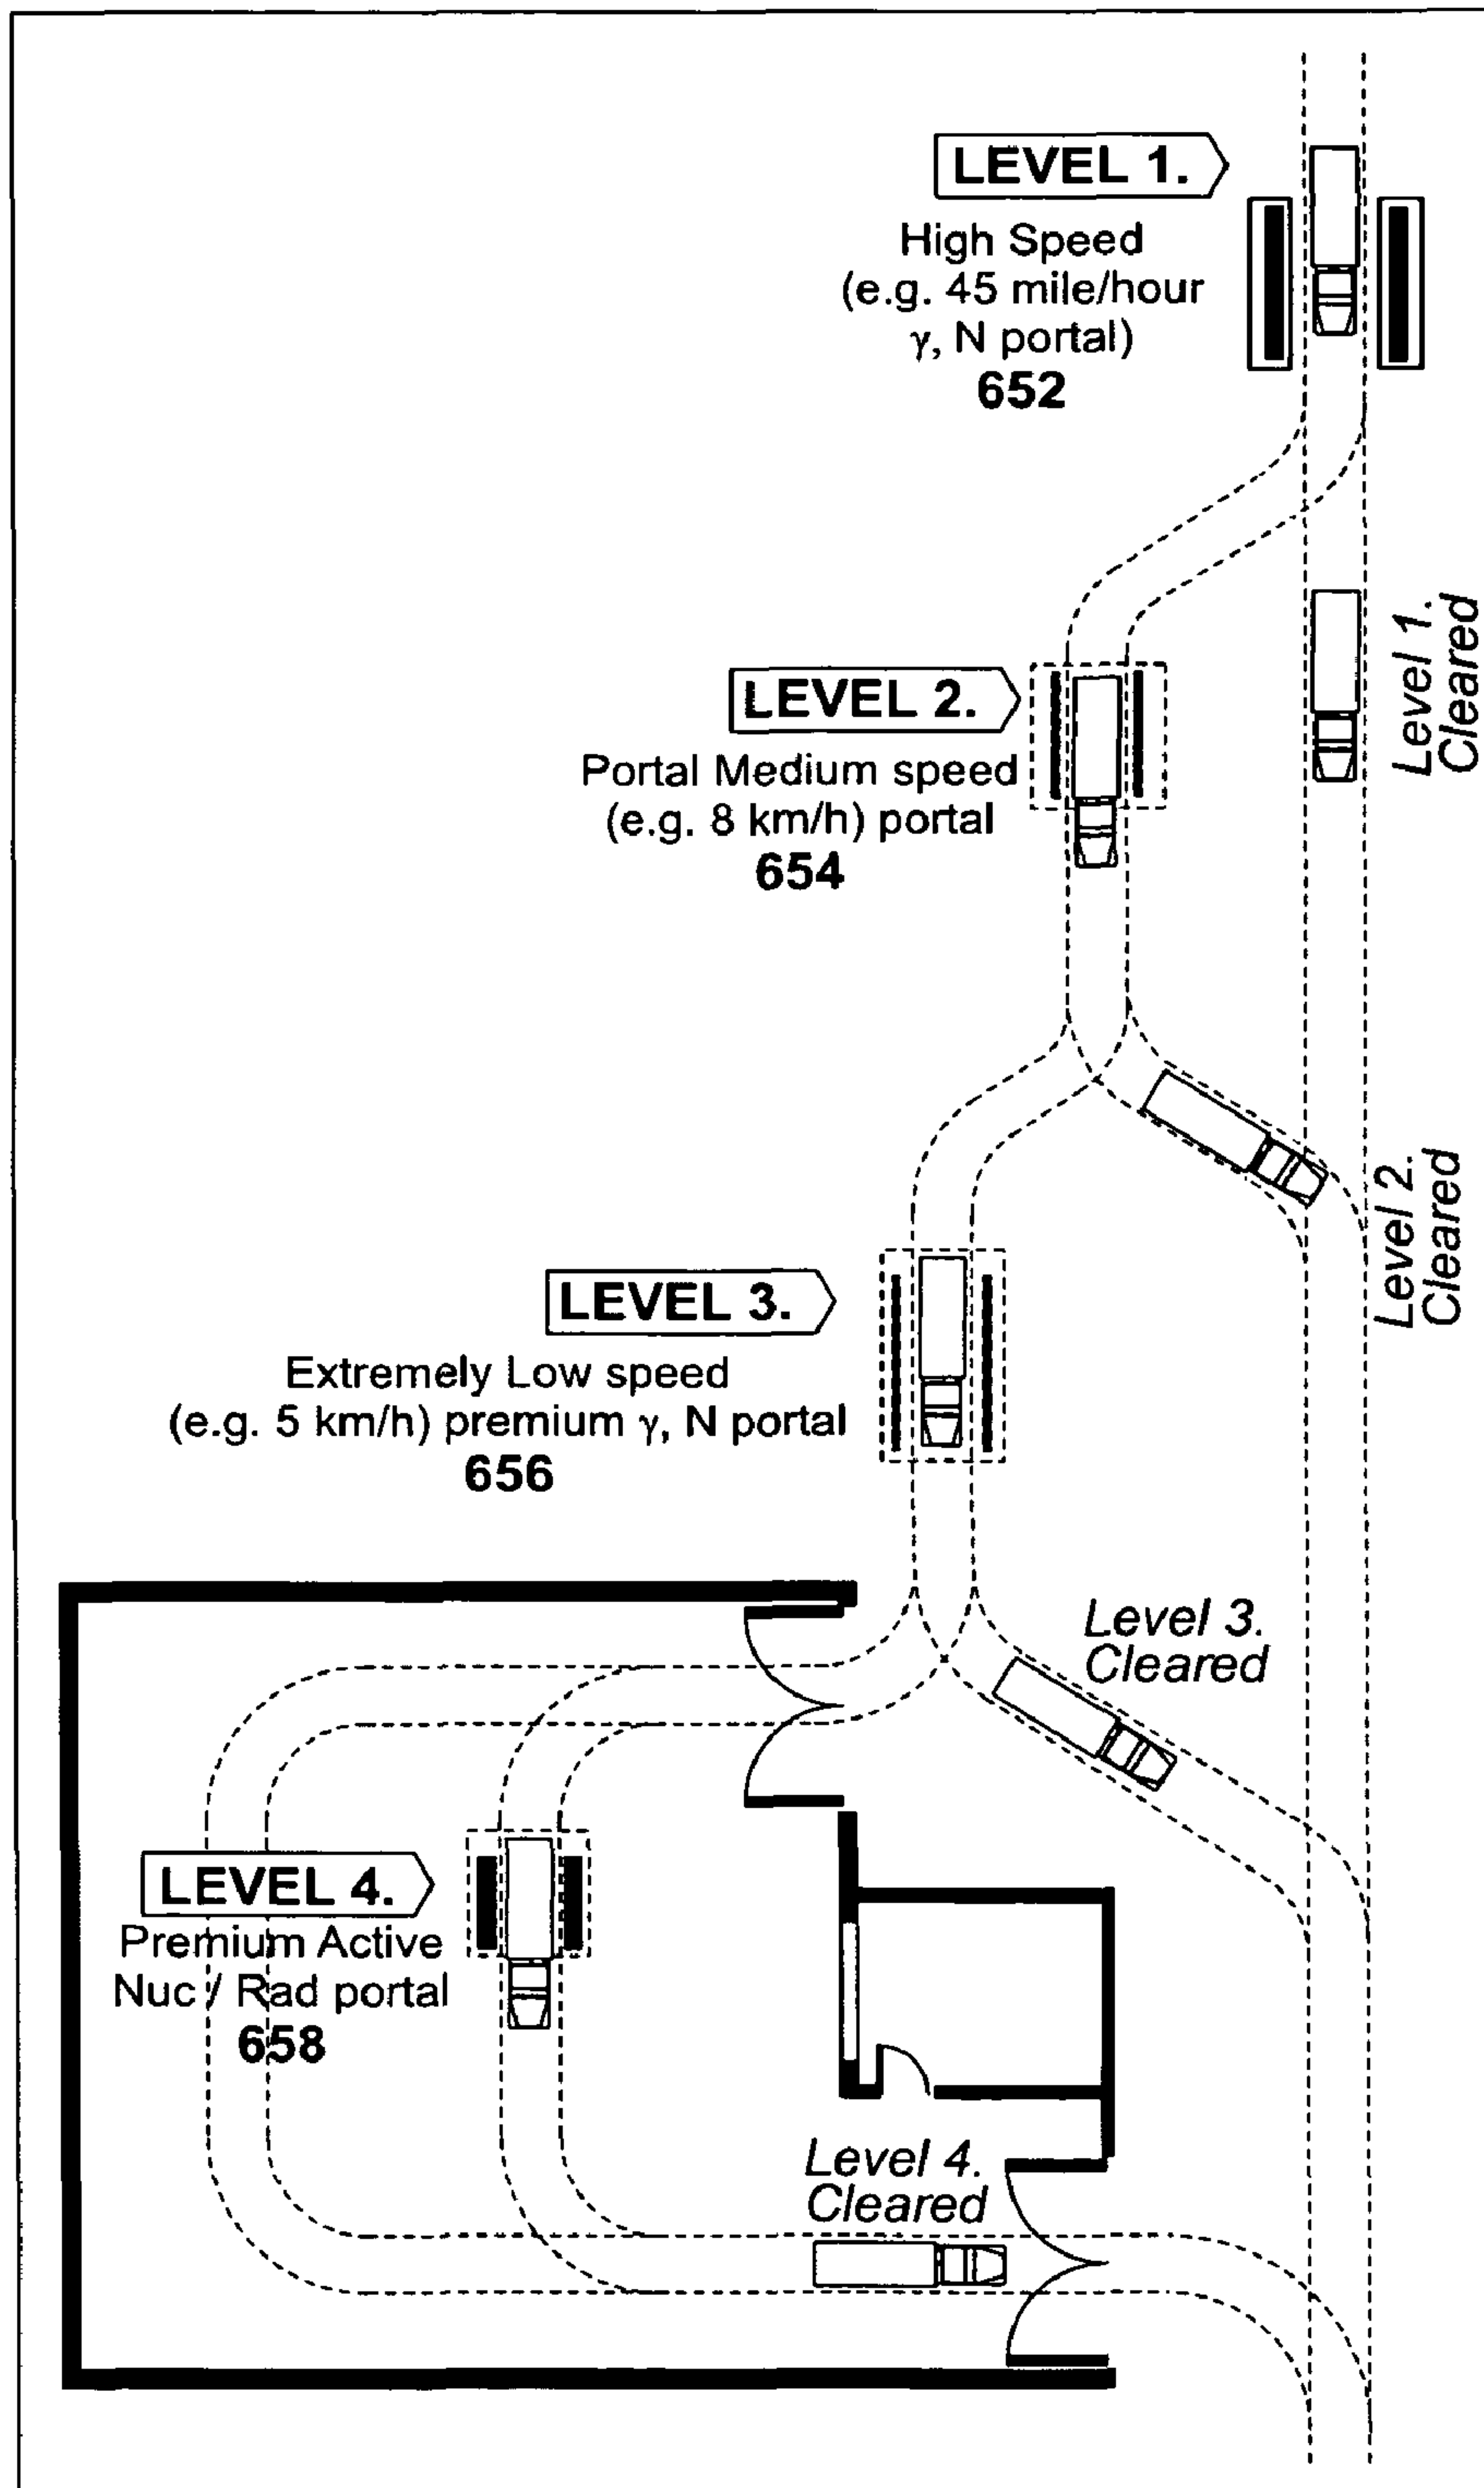 LEVEL 1.
High Speed
(e.g. 45 mile/hour
γ, N portal)
652
Level 1.
Cleared
LEVEL 2.
Portal Medium speed
(e.g. 8 km/h) portal
654
Level 2.
Cleared
LEVEL 3.
Extremely Low speed
(e.g. 5 km/h) premium γ, N portal
656
Level 3.
Cleared
LEVEL 4.
Premium Active
Nuc / Rad portal
658
Level 4.
Cleared